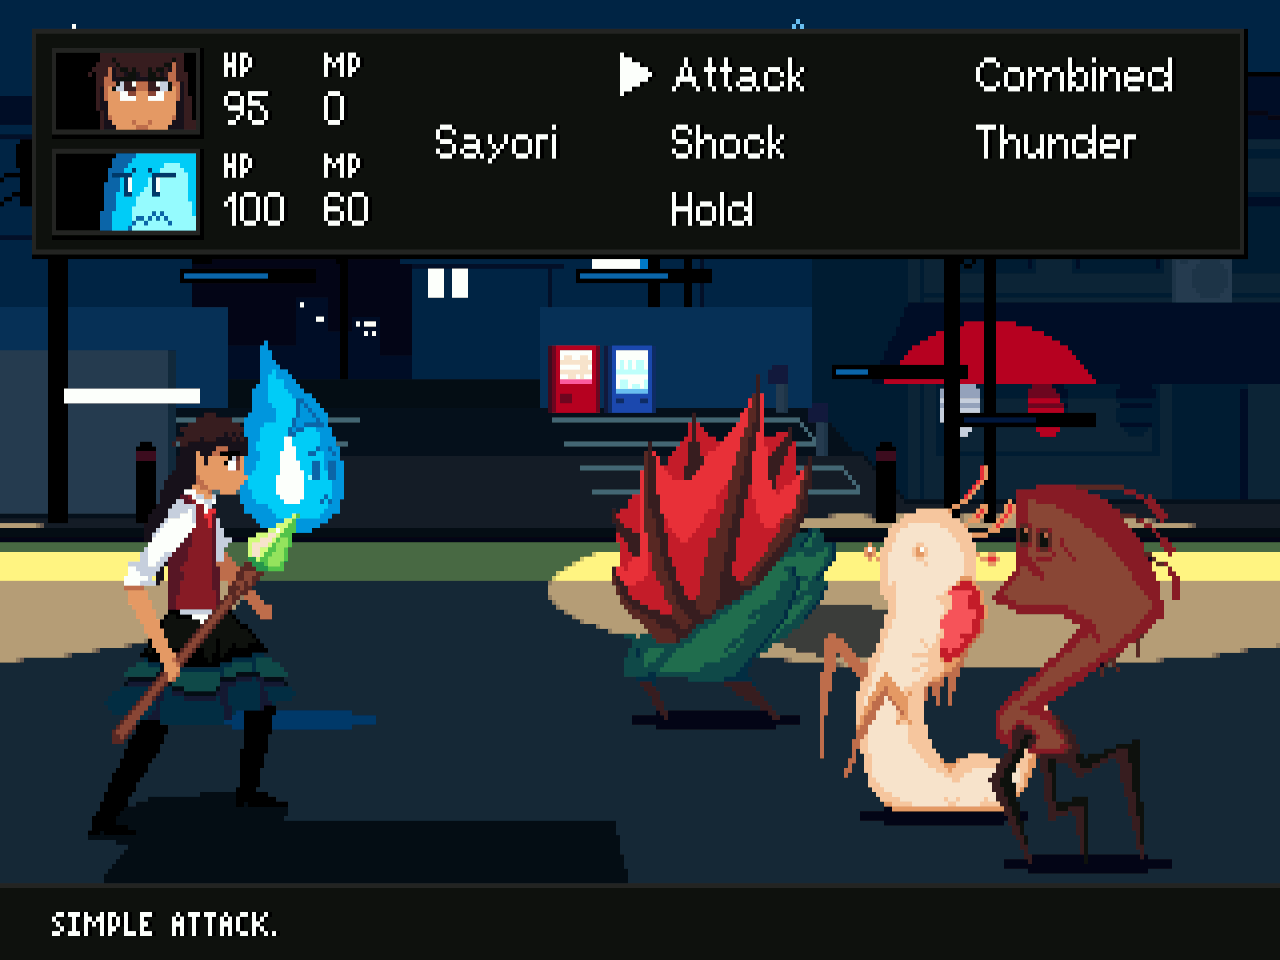 HP MP
95 0
HP MP
100 60
Sayori
Attack Combined
Shock Thunder
Hold
SIMPLE ATTACK.